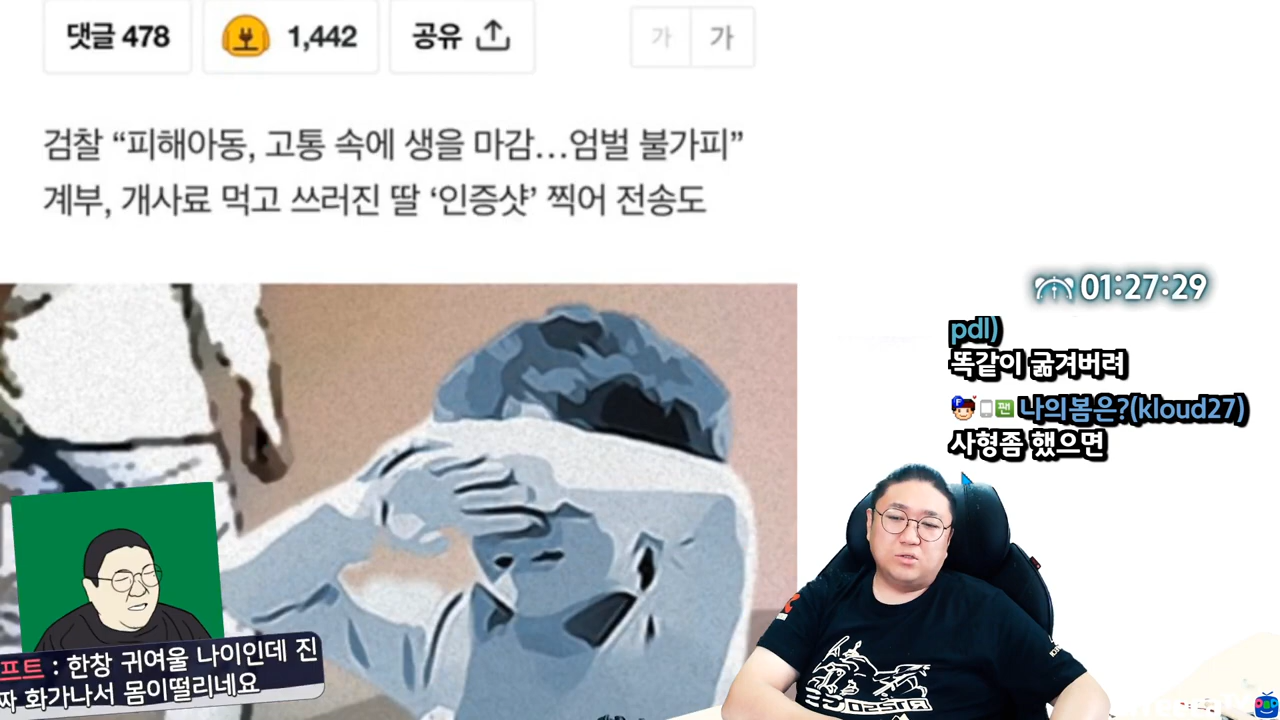 댓글 478
1,442
공유
가 가
검찰 “피해아동, 고통 속에 생을 마감…엄벌 불가피”
계부, 개사료 먹고 쓰러진 딸 ‘인증샷’ 찍어 전송도
01:27:29
pdl)
똑같이 굶겨버려
나의봄은?(kloud27)
사형좀 했으면
프트 : 한창 귀여울 나이인데 진
짜 화가나서 몸이떨리네요